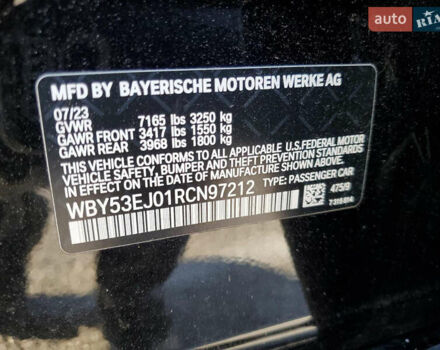 auto RIA
MFD BY BAYERISCHE MOTOREN WERKE AG
07/23
GVWR 7165 lbs 3250 kg
GAWR FRONT 3417 lbs 1550 kg
GAWR REAR 3968 lbs 1800 kg
THIS VEHICLE CONFORMS TO ALL APPLICABLE U.S.FEDERAL MOTOR
VEHICLE SAFETY, BUMPER, AND THEFT PREVENTION STANDARDS
IN EFFECT ON THE DATE OF MANUFACTURE SHOWN ABOVE.
WBY53EJ01RCN97212 TYPE: PASSENGER CAR
475/9